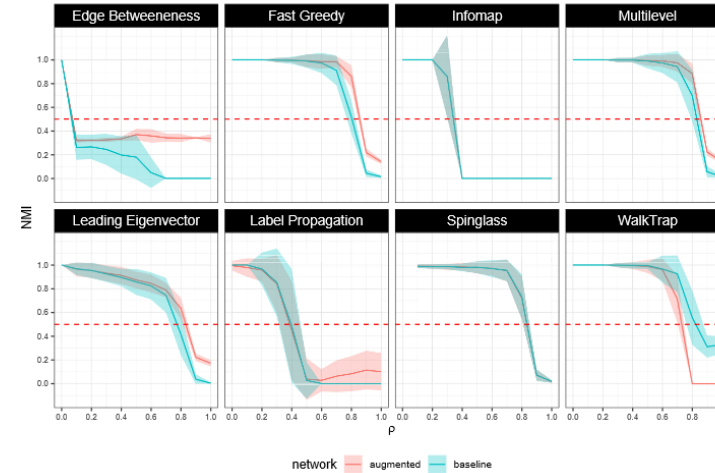 Edge Betweeneness Fast Greedy Infomap Multilevel
1.0
0.8
0.6
0.4
0.2
0.0
NMI
Leading Eigenvector Label Propagation Spinglass WalkTrap
1.0
0.8
0.6
0.4
0.2
0.0
0.0 0.2 0.4 0.6 0.8 1.0 0.0 0.2 0.4 0.6 0.8 1.0 0.0 0.2 0.4 0.6 0.8 1.0 0.0 0.2 0.4 0.6 0.8
ρ
network augmented baseline